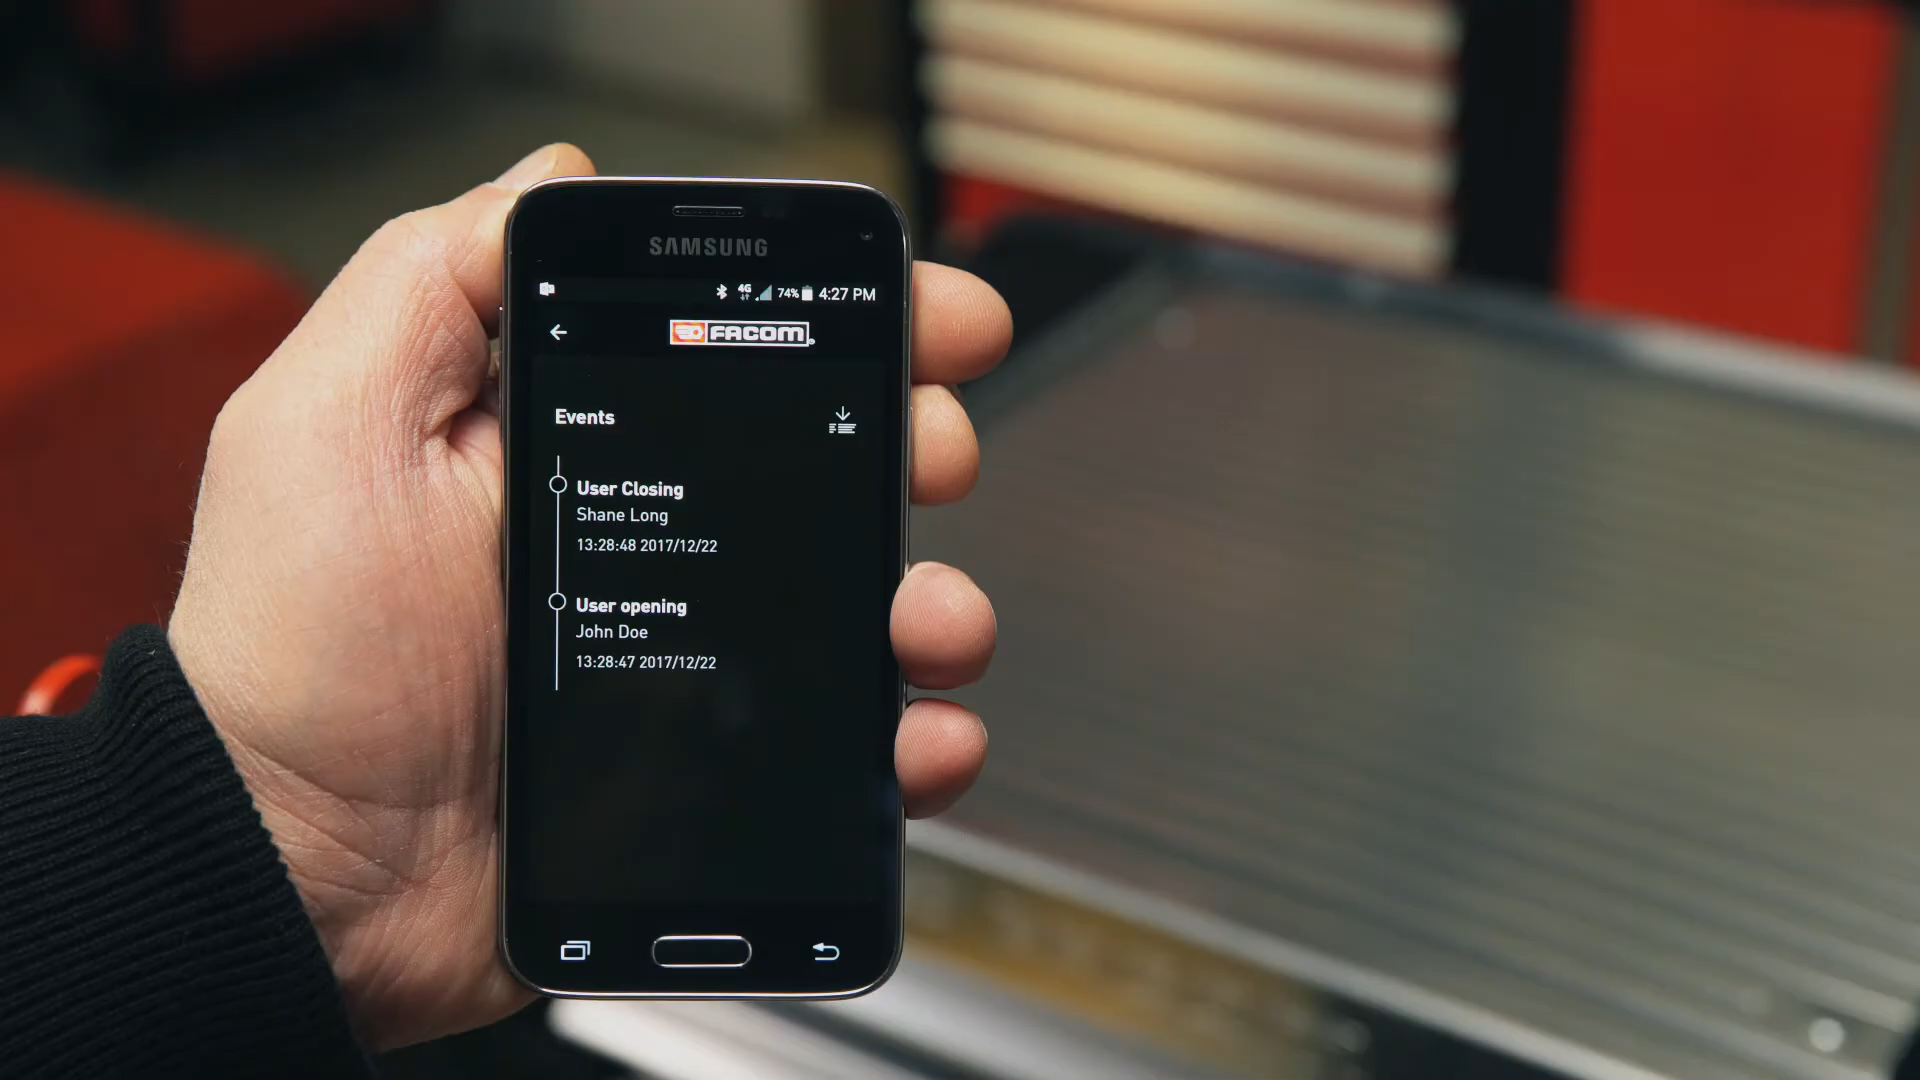 SAMSUNG
4G 74% 4:27 PM
FACOM
Events
User Closing
Shane Long
13:28:48 2017/12/22
User opening
John Doe
13:28:47 2017/12/22